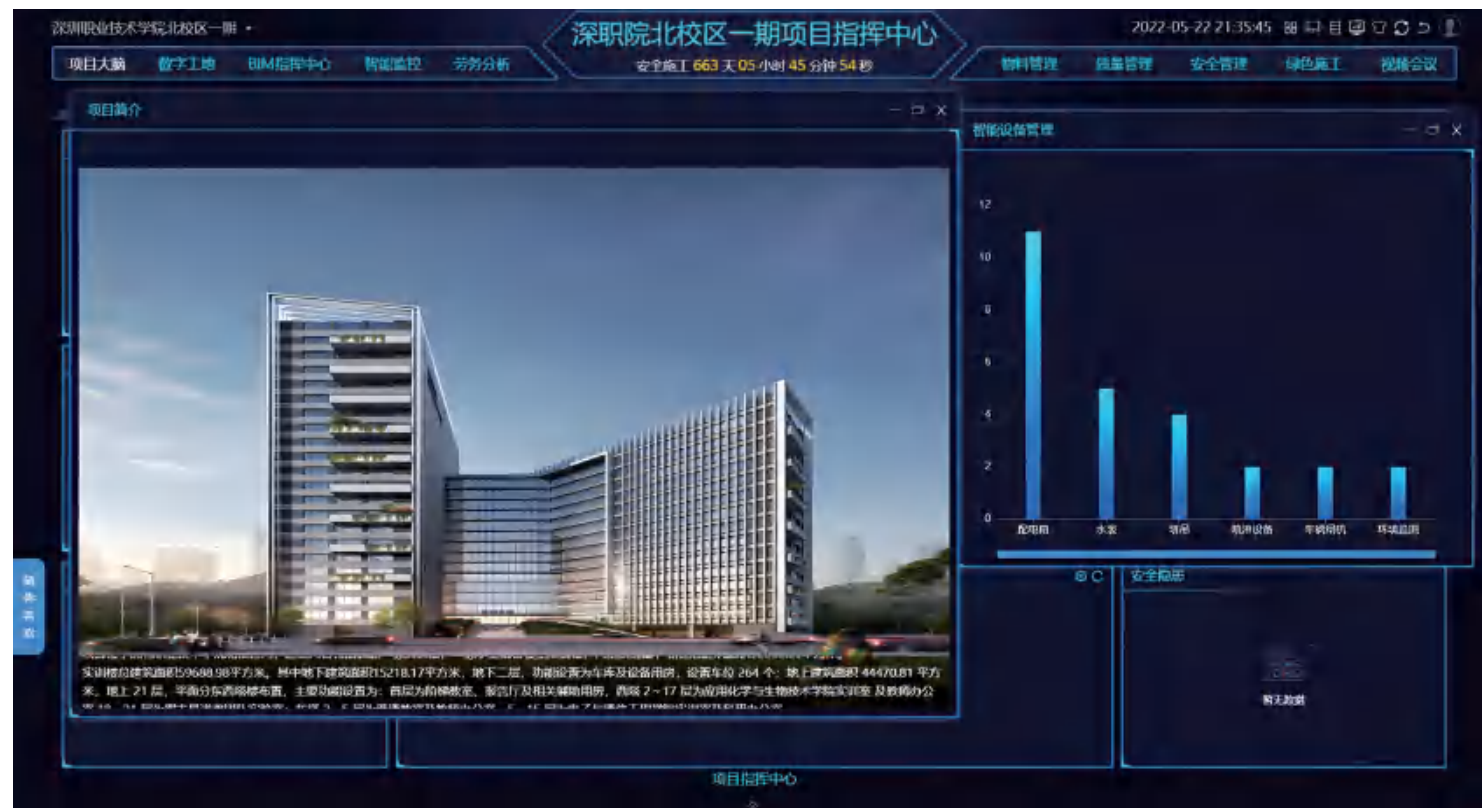 深圳职业技术学院北校区一期
深职院北校区一期项目指挥中心
2022-05-22 21:35:45
项目大脑 数字工地 BIM指挥中心 智能监控 劳务分析
安全施工 663 天 05 小时 45 分钟 54 秒
物料管理 质量管理 安全管理 绿色施工 视频会议
项目简介
智能设备管理
12
10
8
6
4
2
0
配电箱 水泵 塔吊 喷淋设备 车辆闸机 环境监测
实训楼总建筑面积59688.98平方米。其中地下建筑面积15218.17平方米，地下二层，功能设置为车库及设备用房，设置车位 264 个；地上建筑面积 44470.81 平方
米，地上 21 层，平面分东西塔楼布置，主要功能设置为：首层为阶梯教室、报告厅及相关辅助用房，西塔 2~17 层为应用化学与生物技术学院实训室 及教师办公
安全隐患
暂无数据
项目指挥中心